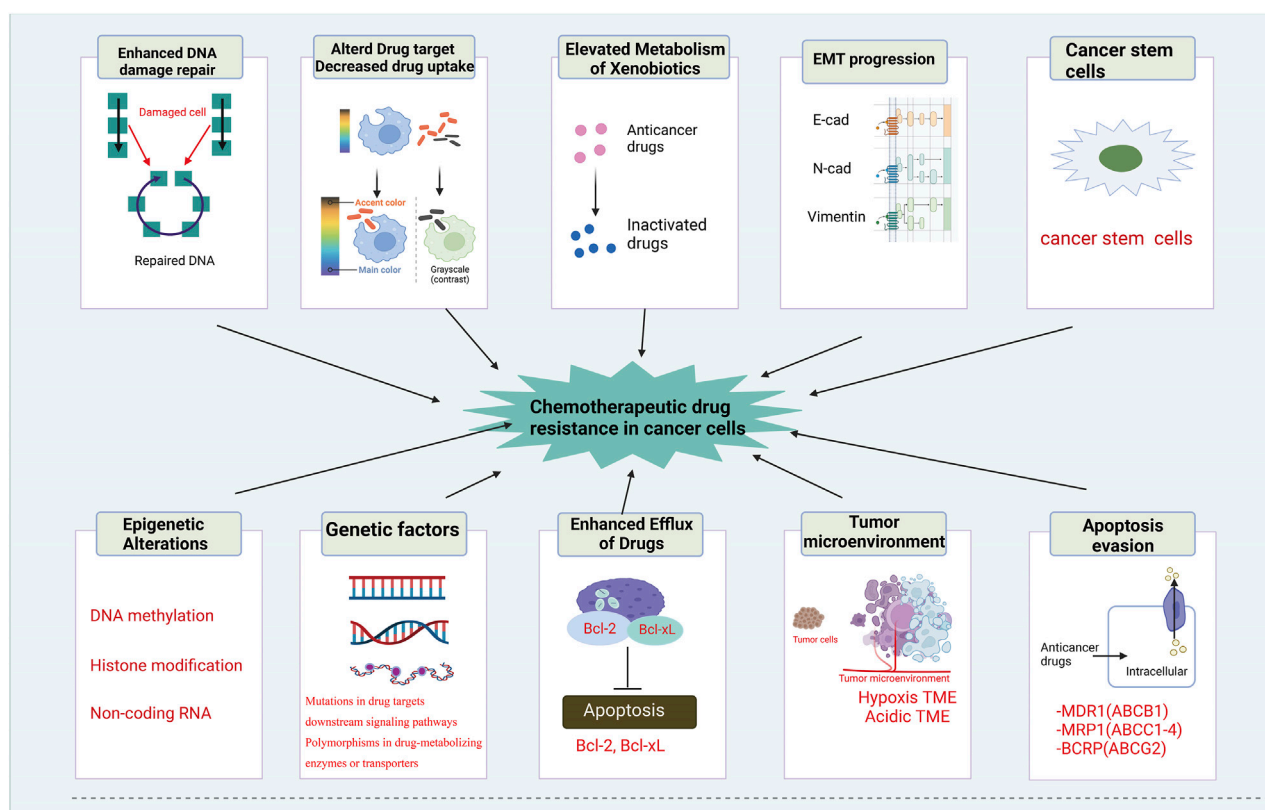 Enhanced DNA
damage repair
Damaged cell
Repaired DNA
Alterd Drug target
Decreased drug uptake
Accent color
Main color
Grayscale
(contrast)
Elevated Metabolism
of Xenobiotics
Anticancer
drugs
Inactivated
drugs
EMT progression
E-cad
N-cad
Vimentin
Cancer stem
cells
cancer stem cells
Chemotherapeutic drug
resistance in cancer cells
Epigenetic
Alterations
DNA methylation
Histone modification
Non-coding RNA
Genetic factors
Mutations in drug targets
downstream signaling pathways
Polymorphisms in drug-metabolizing
enzymes or transporters
Enhanced Efflux
of Drugs
Bcl-2
Bcl-xL
Apoptosis
Bcl-2, Bcl-xL
Tumor
microenvironment
Tumor cells
Tumor microenvironment
Hypoxis TME
Acidic TME
Apoptosis
evasion
Anticancer
drugs
Intracellular
-MDR1(ABCB1)
-MRP1(ABCC1-4)
-BCRP(ABCG2)